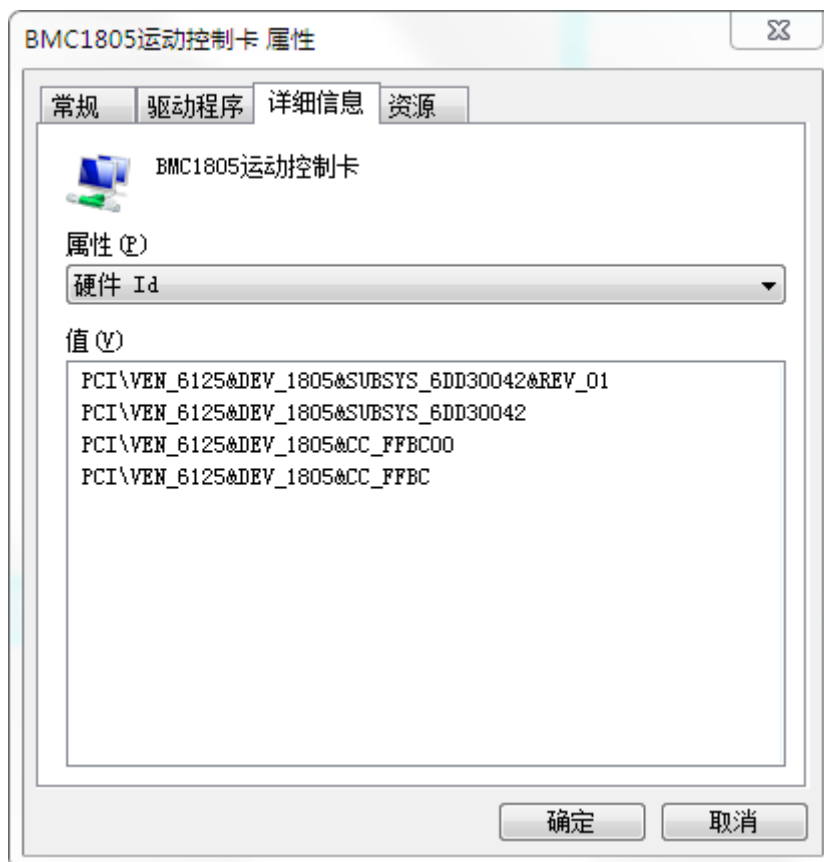 BMC1805运动控制卡 属性
常规 驱动程序 详细信息 资源
BMC1805运动控制卡
属性(P)
硬件 Id
值(V)
PCI\VEN_6125&DEV_1805&SUBSYS_6DD30042&REV_01
PCI\VEN_6125&DEV_1805&SUBSYS_6DD30042
PCI\VEN_6125&DEV_1805&CC_FFBC00
PCI\VEN_6125&DEV_1805&CC_FFBC
确定 取消